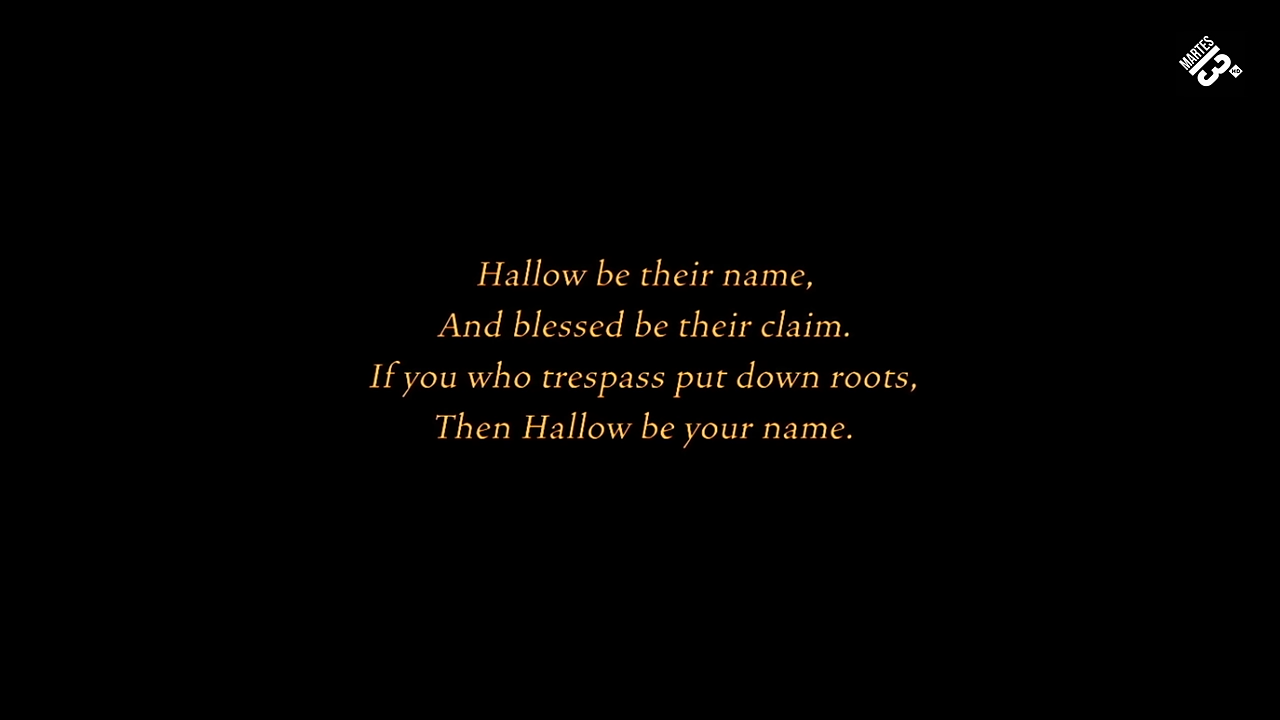 MARTES
13 HD
Hallow be their name,
And blessed be their claim.
If you who trespass put down roots,
Then Hallow be your name.